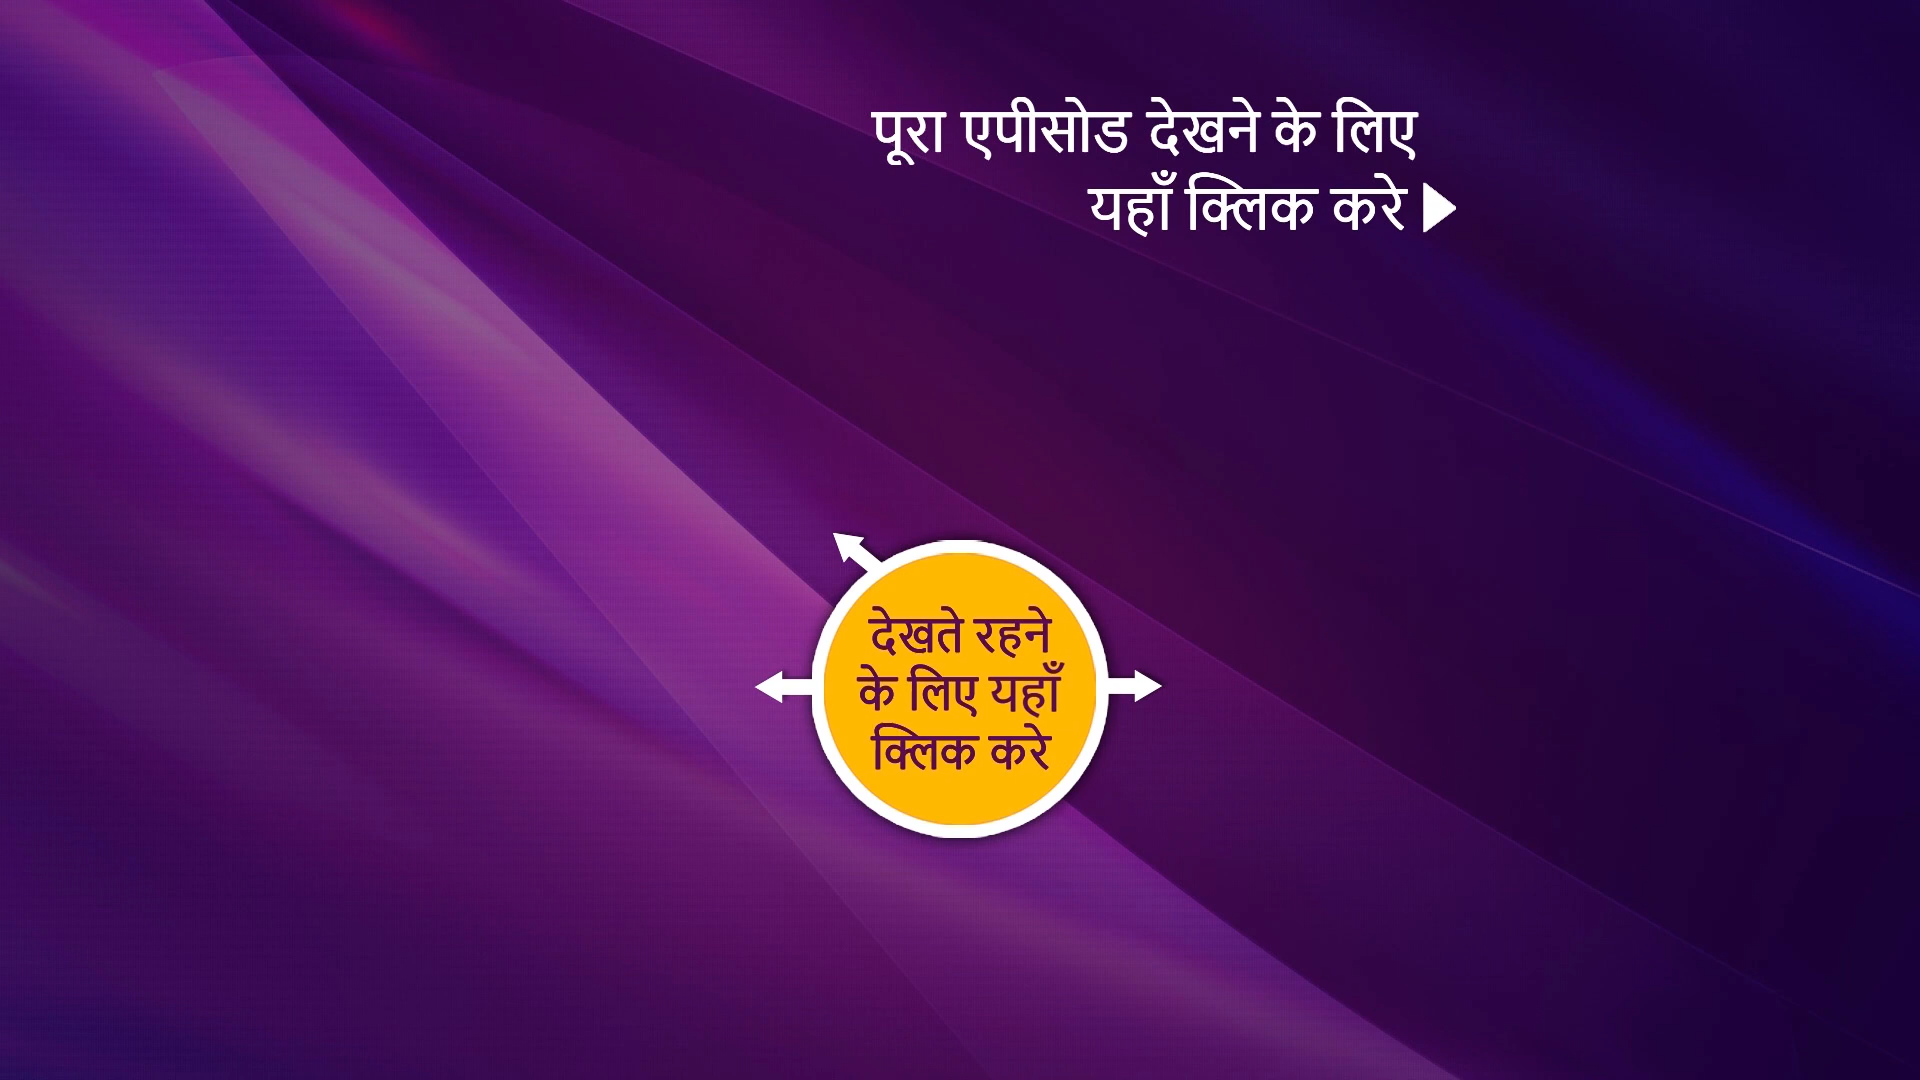 पूरा एपीसोड देखने के लिए
यहाँ क्लिक करे
देखते रहने
के लिए यहाँ
क्लिक करे